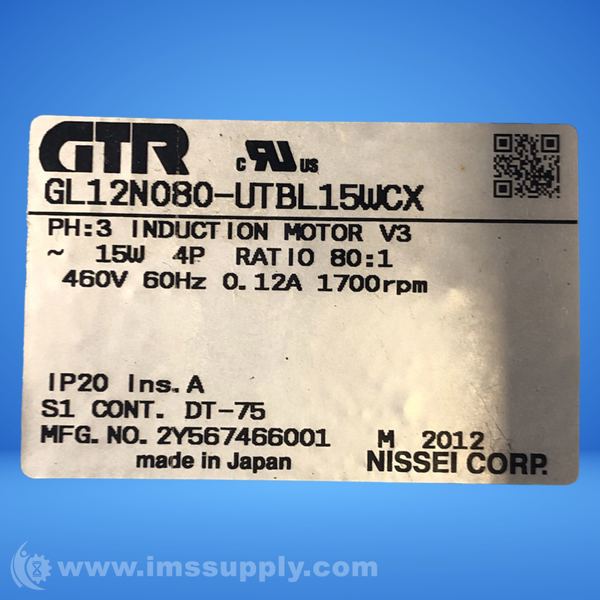 GTR
c RU us
GL12N080-UTBL15WCX
PH:3 INDUCTION MOTOR V3
~ 15W 4P RATIO 80:1
460V 60Hz 0.12A 1700rpm
IP20 Ins.A
S1 CONT. DT-75
MFG.NO.2Y567466001 M 2012
made in Japan NISSEI CORP.
© www.imssupply.com/